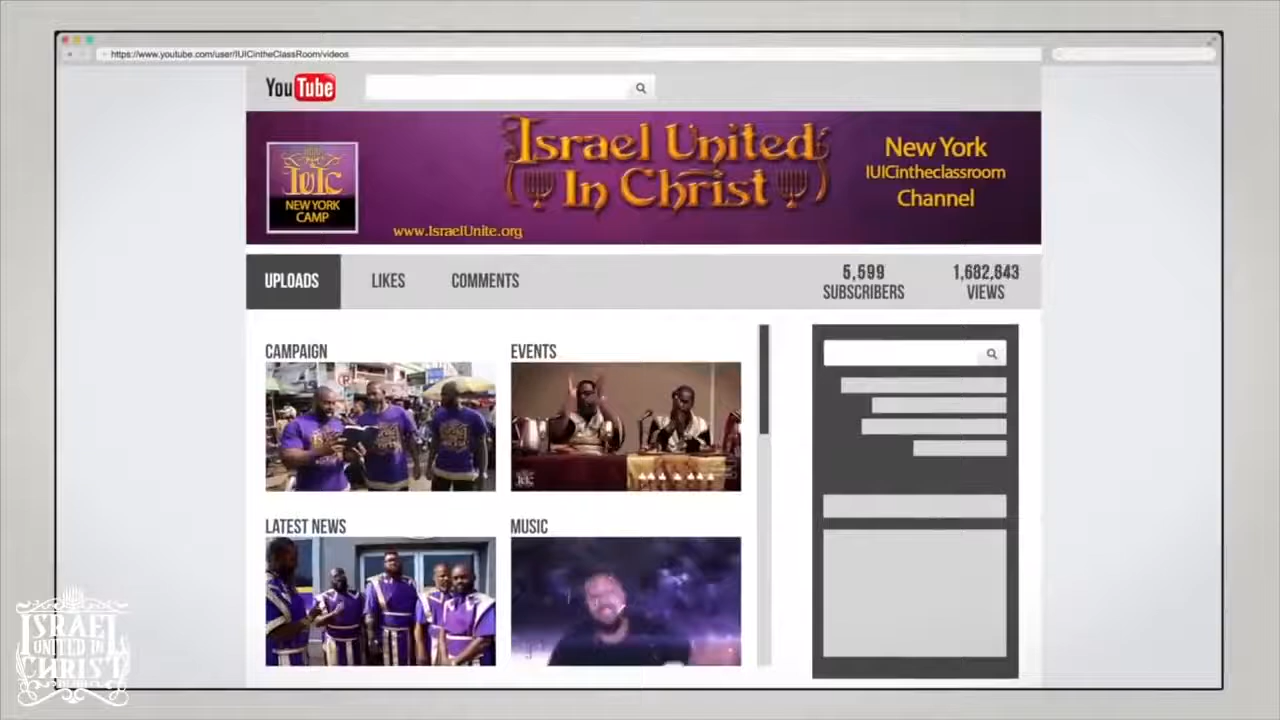 https://www.youtube.com/user/IUICintheClassRoom/videos
YouTube
Israel United
In Christ
New York
IUICintheclassroom
Channel
IUIC
NEW YORK
CAMP
www.IsraelUnite.org
UPLOADS
LIKES
COMMENTS
5,599
SUBSCRIBERS
1,682,643
VIEWS
CAMPAIGN
EVENTS
LATEST NEWS
MUSIC
ISRAEL
UNITED IN
CHRIST